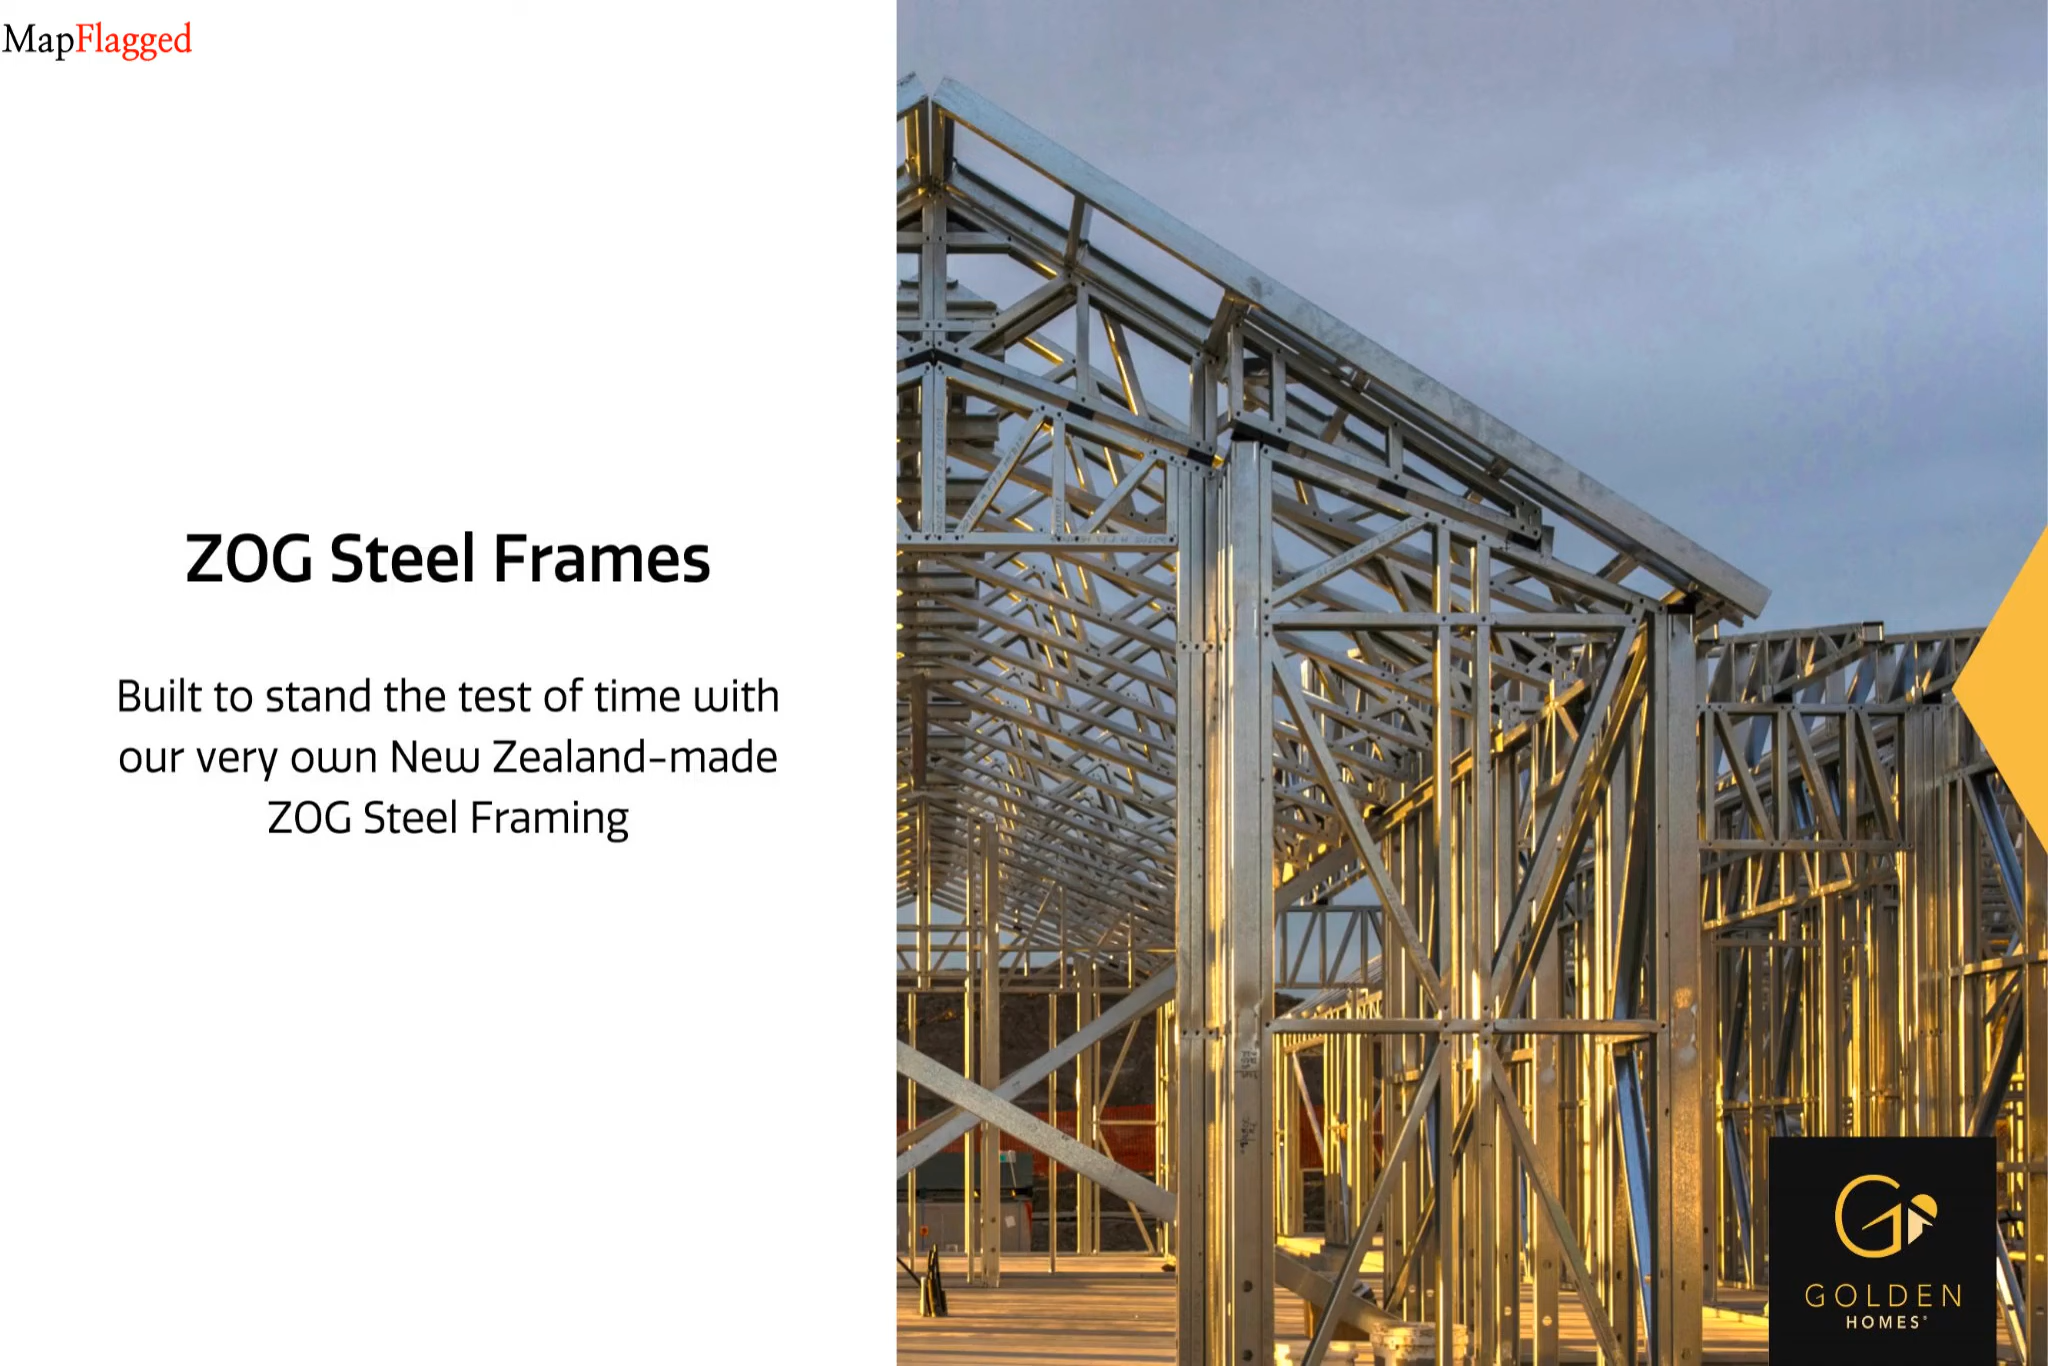 MapFlagged
ZOG Steel Frames
Built to stand the test of time with
our very own New Zealand-made
ZOG Steel Framing
GOLDEN
HOMES®